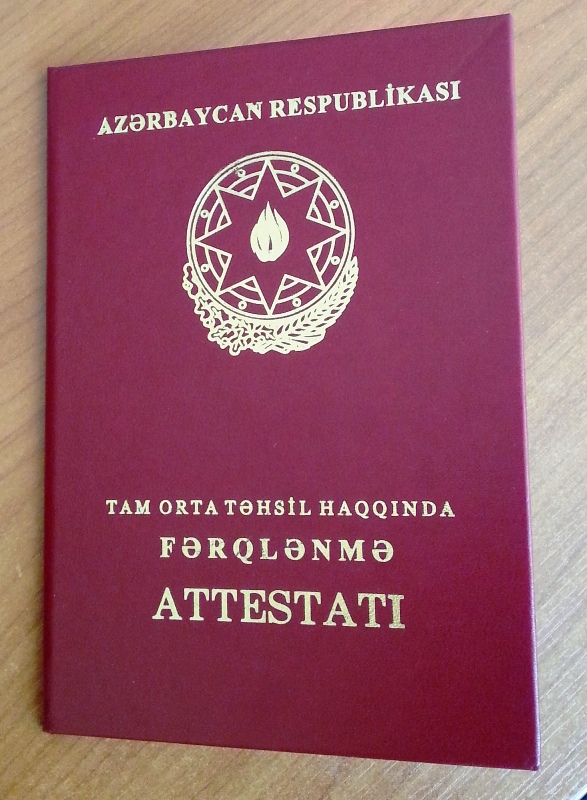 AZƏRBAYCAN RESPUBLİKASI
TAM ORTA TƏHSİL HAQQINDA
FƏRQLƏNMƏ
ATTESTATI